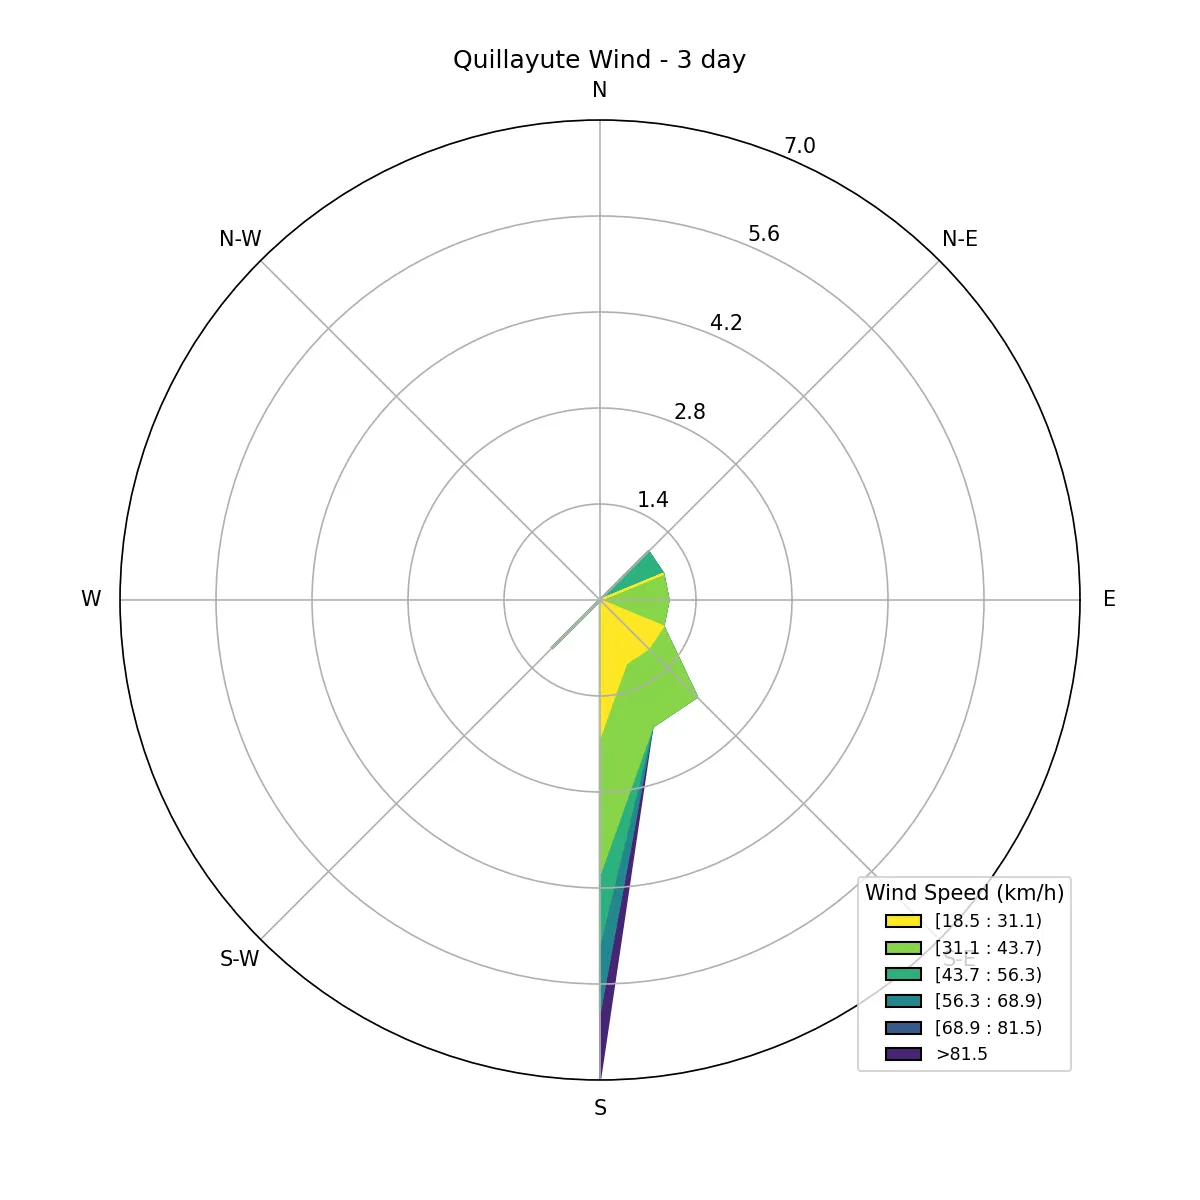 Quillayute Wind - 3 day
N
7.0
N-W
5.6
N-E
4.2
2.8
1.4
W
E
Wind Speed (km/h)
[18.5 : 31.1)
[31.1 : 43.7)
S-W
S-E
[43.7 : 56.3)
[56.3 : 68.9)
[68.9 : 81.5)
>81.5
S